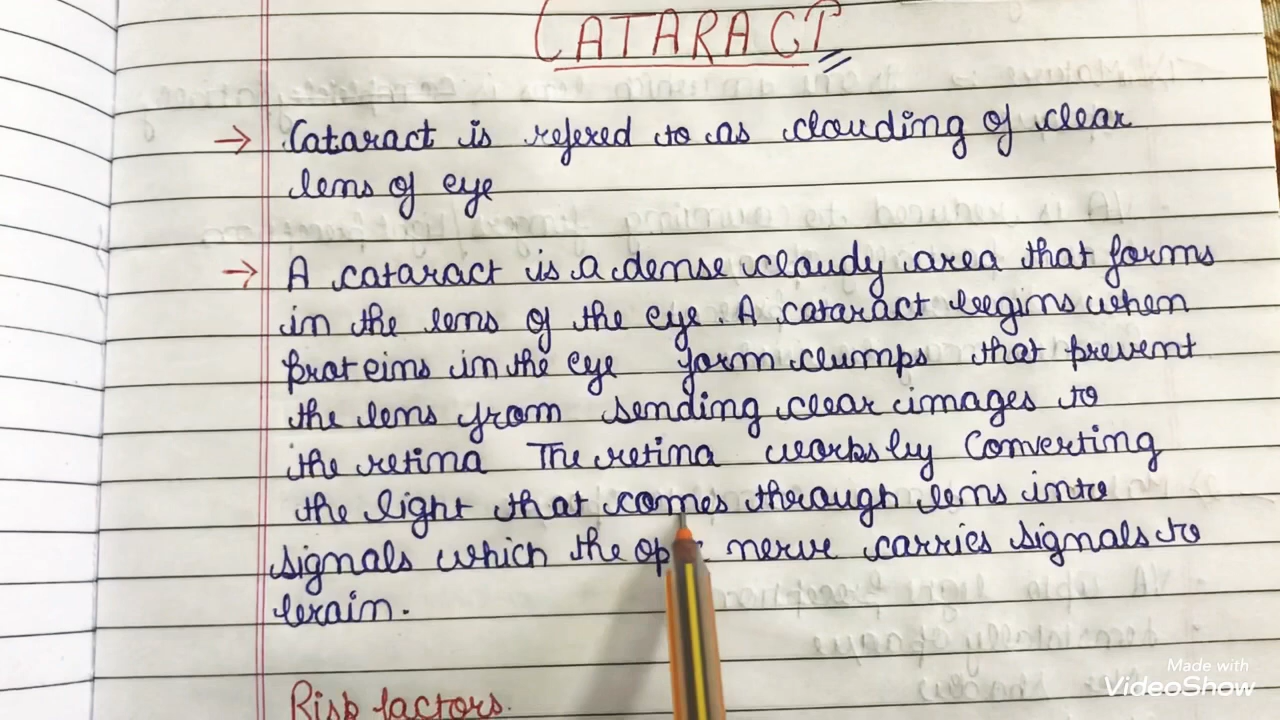 CATARACT
→ Cataract is refered to as clouding of clear
lens of eye
→ A cataract is a dense cloudy area that forms
in the lens of the eye. A cataract begins when
proteins in the eye form clumps that prevent
the lens from sending clear images to
the retina The retina works by Converting
the light that comes through lens into
signals which the op nerve carries signals to
brain.
Risk factors.
Made with
VideoShow